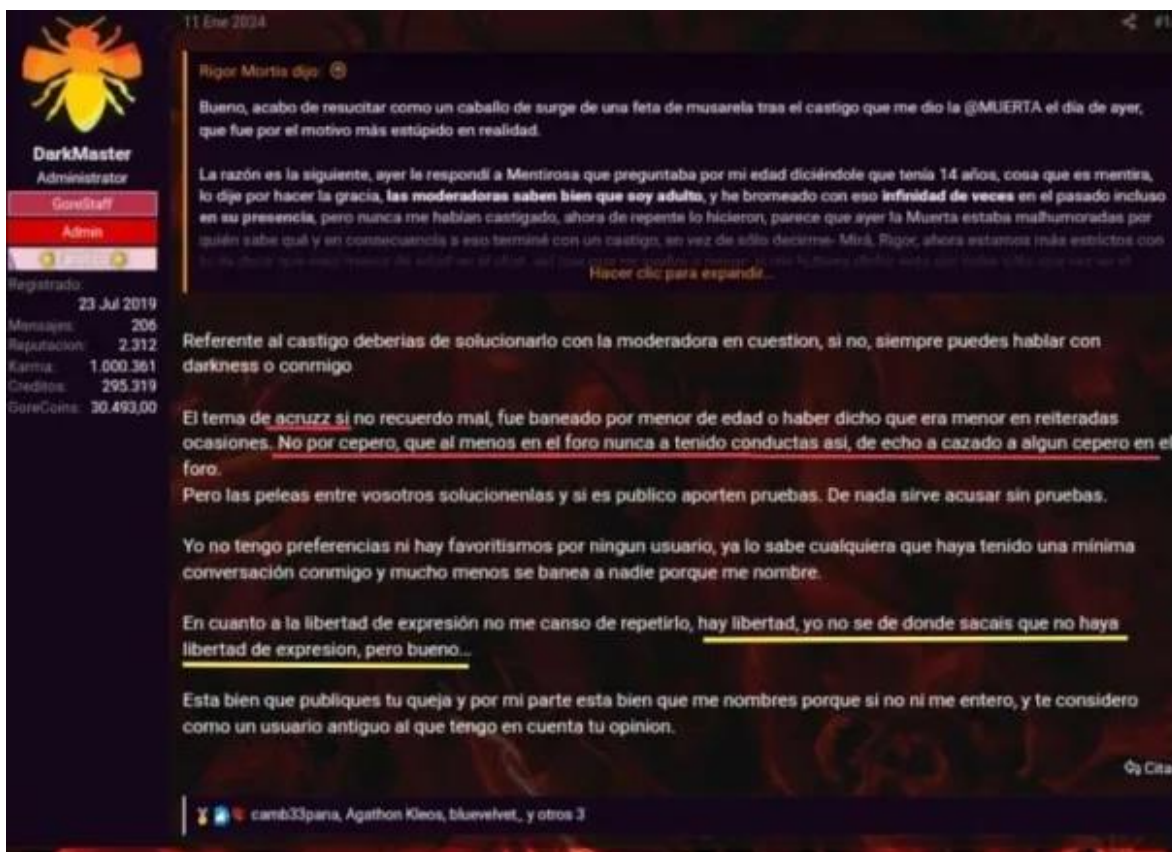 11 Ene 2024
DarkMaster
Administrator
GoreStaff
Admin
Registrado:
23 Jul 2019
Mensajes: 206
Reputacion: 2.312
Karma: 1.000.361
Creditos: 295.319
GoreCoins: 30.493,00
Rigor Mortis dijo:
Bueno, acabo de resucitar como un caballo de surge de una feta de musarela tras el castigo que me dio la @MUERTA el día de ayer,
que fue por el motivo más estúpido en realidad.
La razón es la siguiente, ayer le respondí a Mentirosa que preguntaba por mi edad diciéndole que tenía 14 años, cosa que es mentira,
lo dije por hacer la gracia, las moderadoras saben bien que soy adulto, y he bromeado con eso infinidad de veces en el pasado incluso
en su presencia, pero nunca me habían castigado, ahora de repente lo hicieron, parece que ayer la Muerta estaba malhumoradas por
quién sabe qué y en consecuencia a eso terminé con un castigo, en vez de sólo decirme- Mirá, Rigor, ahora estamos más estrictos con
Hacer clic para expandir...
Referente al castigo deberias de solucionarlo con la moderadora en cuestion, si no, siempre puedes hablar con
darkness o conmigo
El tema de acruzz si no recuerdo mal, fue baneado por menor de edad o haber dicho que era menor en reiteradas
ocasiones. No por cepero, que al menos en el foro nunca a tenido conductas asi, de echo a cazado a algun cepero en el
foro.
Pero las peleas entre vosotros solucionenlas y si es publico aporten pruebas. De nada sirve acusar sin pruebas.
Yo no tengo preferencias ni hay favoritismos por ningun usuario, ya lo sabe cualquiera que haya tenido una mínima
conversación conmigo y mucho menos se banea a nadie porque me nombre.
En cuanto a la libertad de expresión no me canso de repetirlo, hay libertad, yo no se de donde sacais que no haya
libertad de expresion, pero bueno...
Esta bien que publiques tu queja y por mi parte esta bien que me nombres porque si no ni me entero, y te considero
como un usuario antiguo al que tengo en cuenta tu opinion.
Cita
camb33pana, Agathon Kleos, bluevelvet_ y otros 3